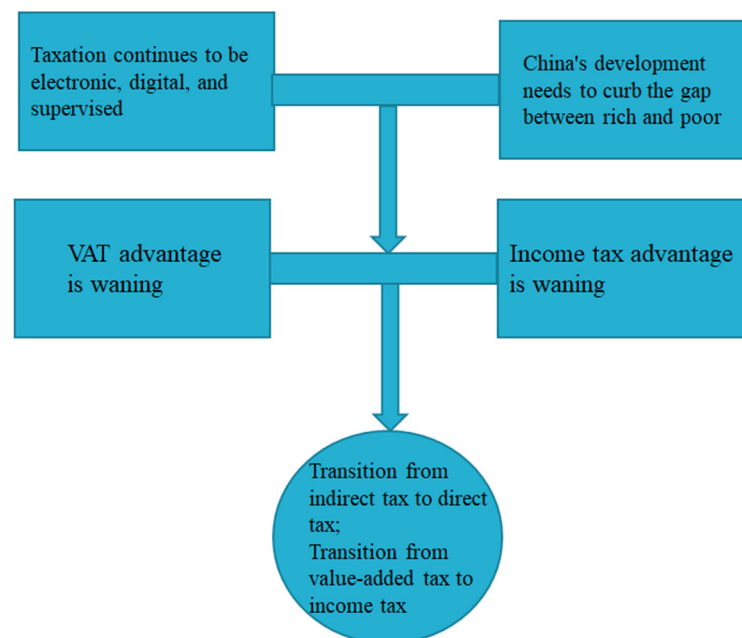 Taxation continues to be
electronic, digital, and
supervised
China's development
needs to curb the gap
between rich and poor
VAT advantage
is waning
Income tax advantage
is waning
Transition from
indirect tax to direct
tax;
Transition from
value-added tax to
income tax